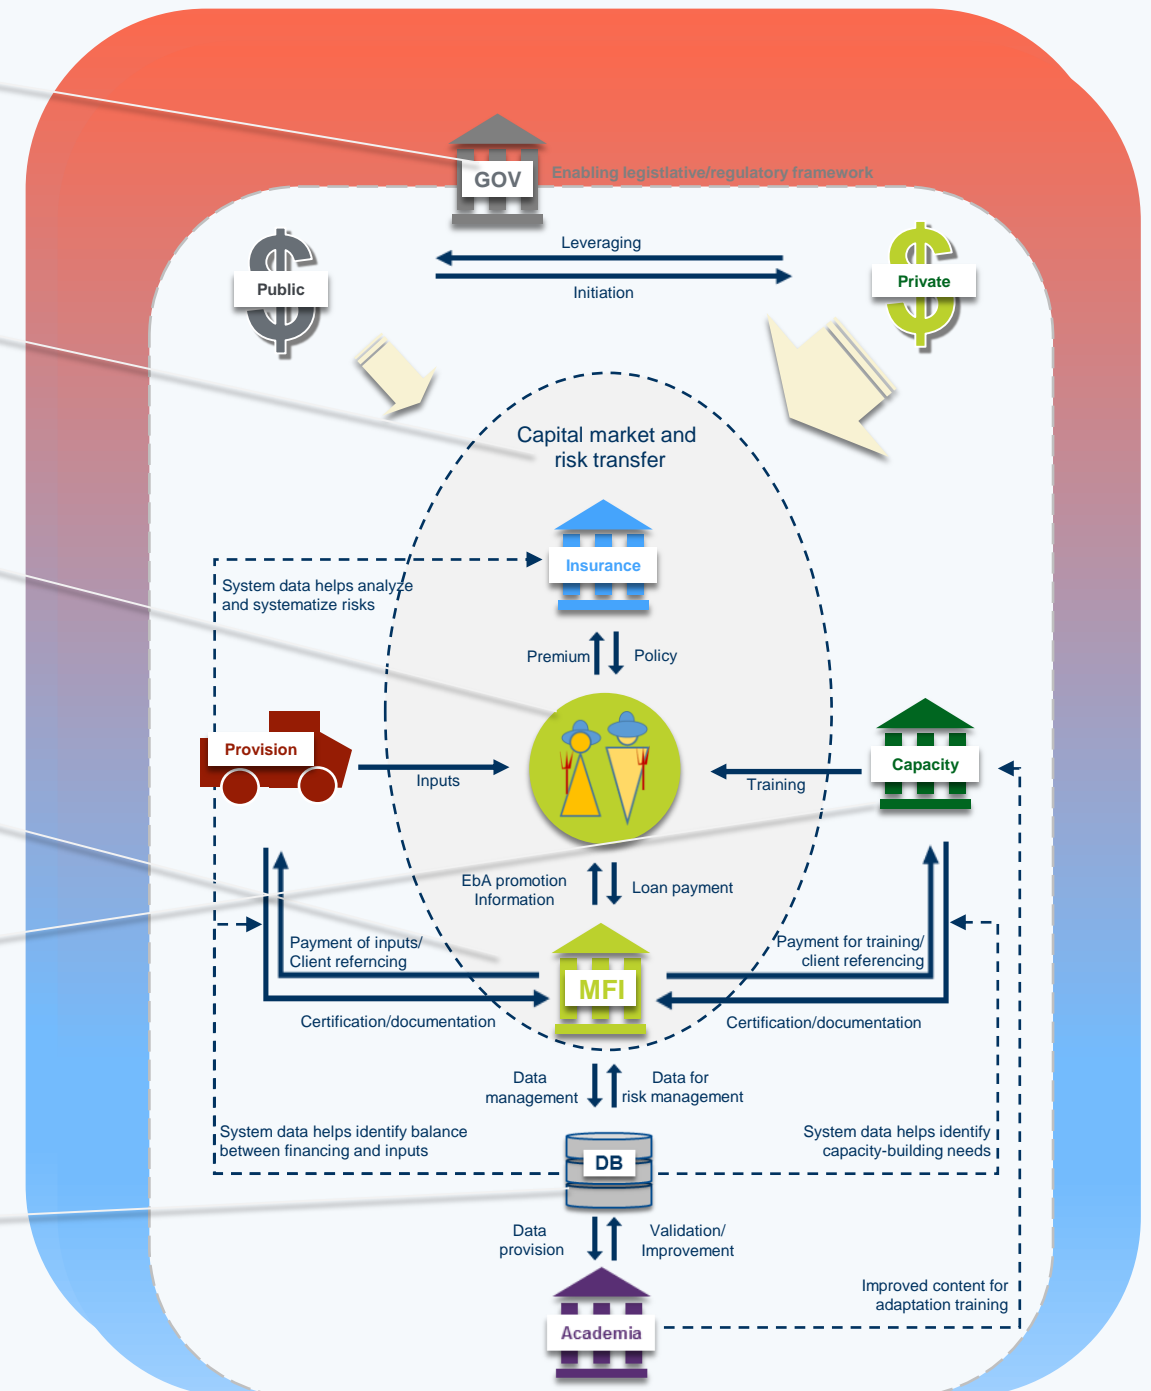 GOV
Enabling legistlative/regulatory framework
Leveraging
Initiation
Public
Private
Capital market and
risk transfer
Insurance
System data helps analyze
and systematize risks
Premium
Policy
Provision
Inputs
Training
Capacity
EbA promotion
Information
Loan payment
Payment of inputs/
Client referncing
Payment for training/
client referencing
MFI
Certification/documentation
Certification/documentation
Data
management
Data for
risk management
System data helps identify balance
between financing and inputs
System data helps identify
capacity-building needs
DB
Data
provision
Validation/
Improvement
Improved content for
adaptation training
Academia